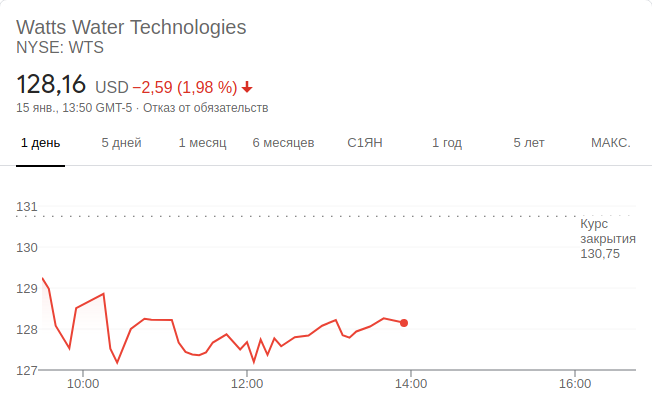 Watts Water Technologies
NYSE: WTS
128,16 USD −2,59 (1,98 %)
15 янв., 13:50 GMT-5 · Отказ от обязательств
1 день 5 дней 1 месяц 6 месяцев С1ЯН 1 год 5 лет МАКС.
131
Курс
закрытия
130,75
130
129
128
127
10:00 12:00 14:00 16:00